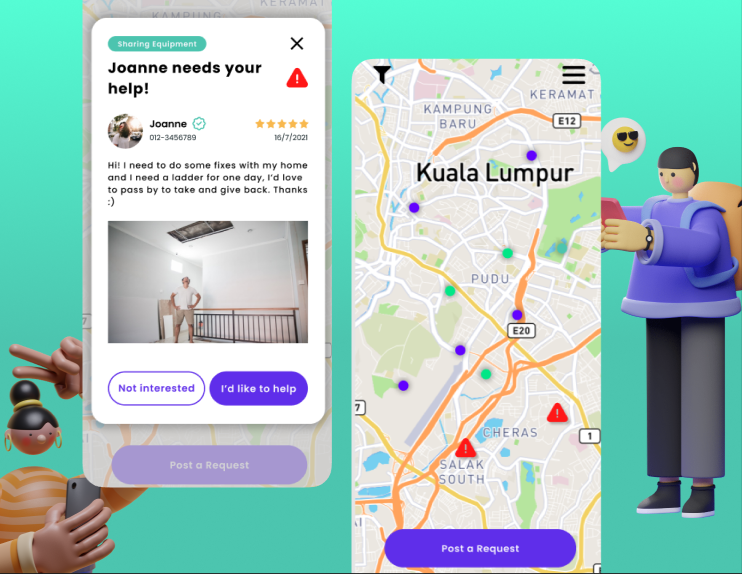 KERAMAT
Sharing Equipment
Joanne needs your
help!
Joanne
012-3456789
16/7/2021
Hi! I need to do some fixes with my home
and I need a ladder for one day, I'd love
to pass by to take and give back. Thanks
:)
Not interested
I'd like to help
Post a Request
KERAMAT
KAMPUNG
BARU
E12
Kuala Lumpur
PUDU
E20
7
CHERAS
1
SALAK
SOUTH
Post a Request